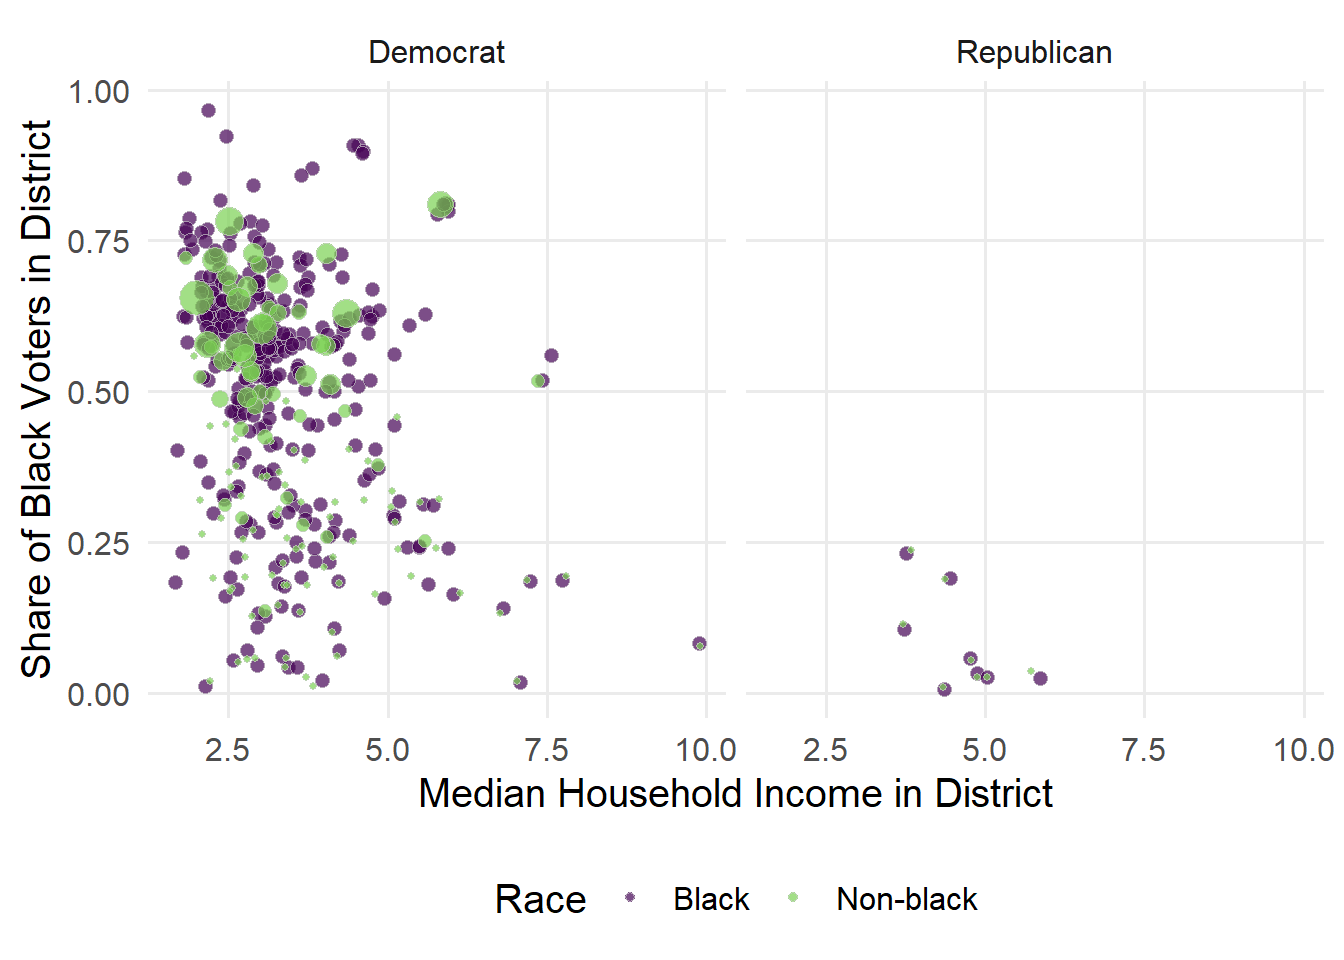 Democrat
Republican
Share of Black Voters in District
1.00
0.75
0.50
0.25
0.00
2.5 5.0 7.5 10.0 2.5 5.0 7.5 10.0
Median Household Income in District
Race Black Non-black